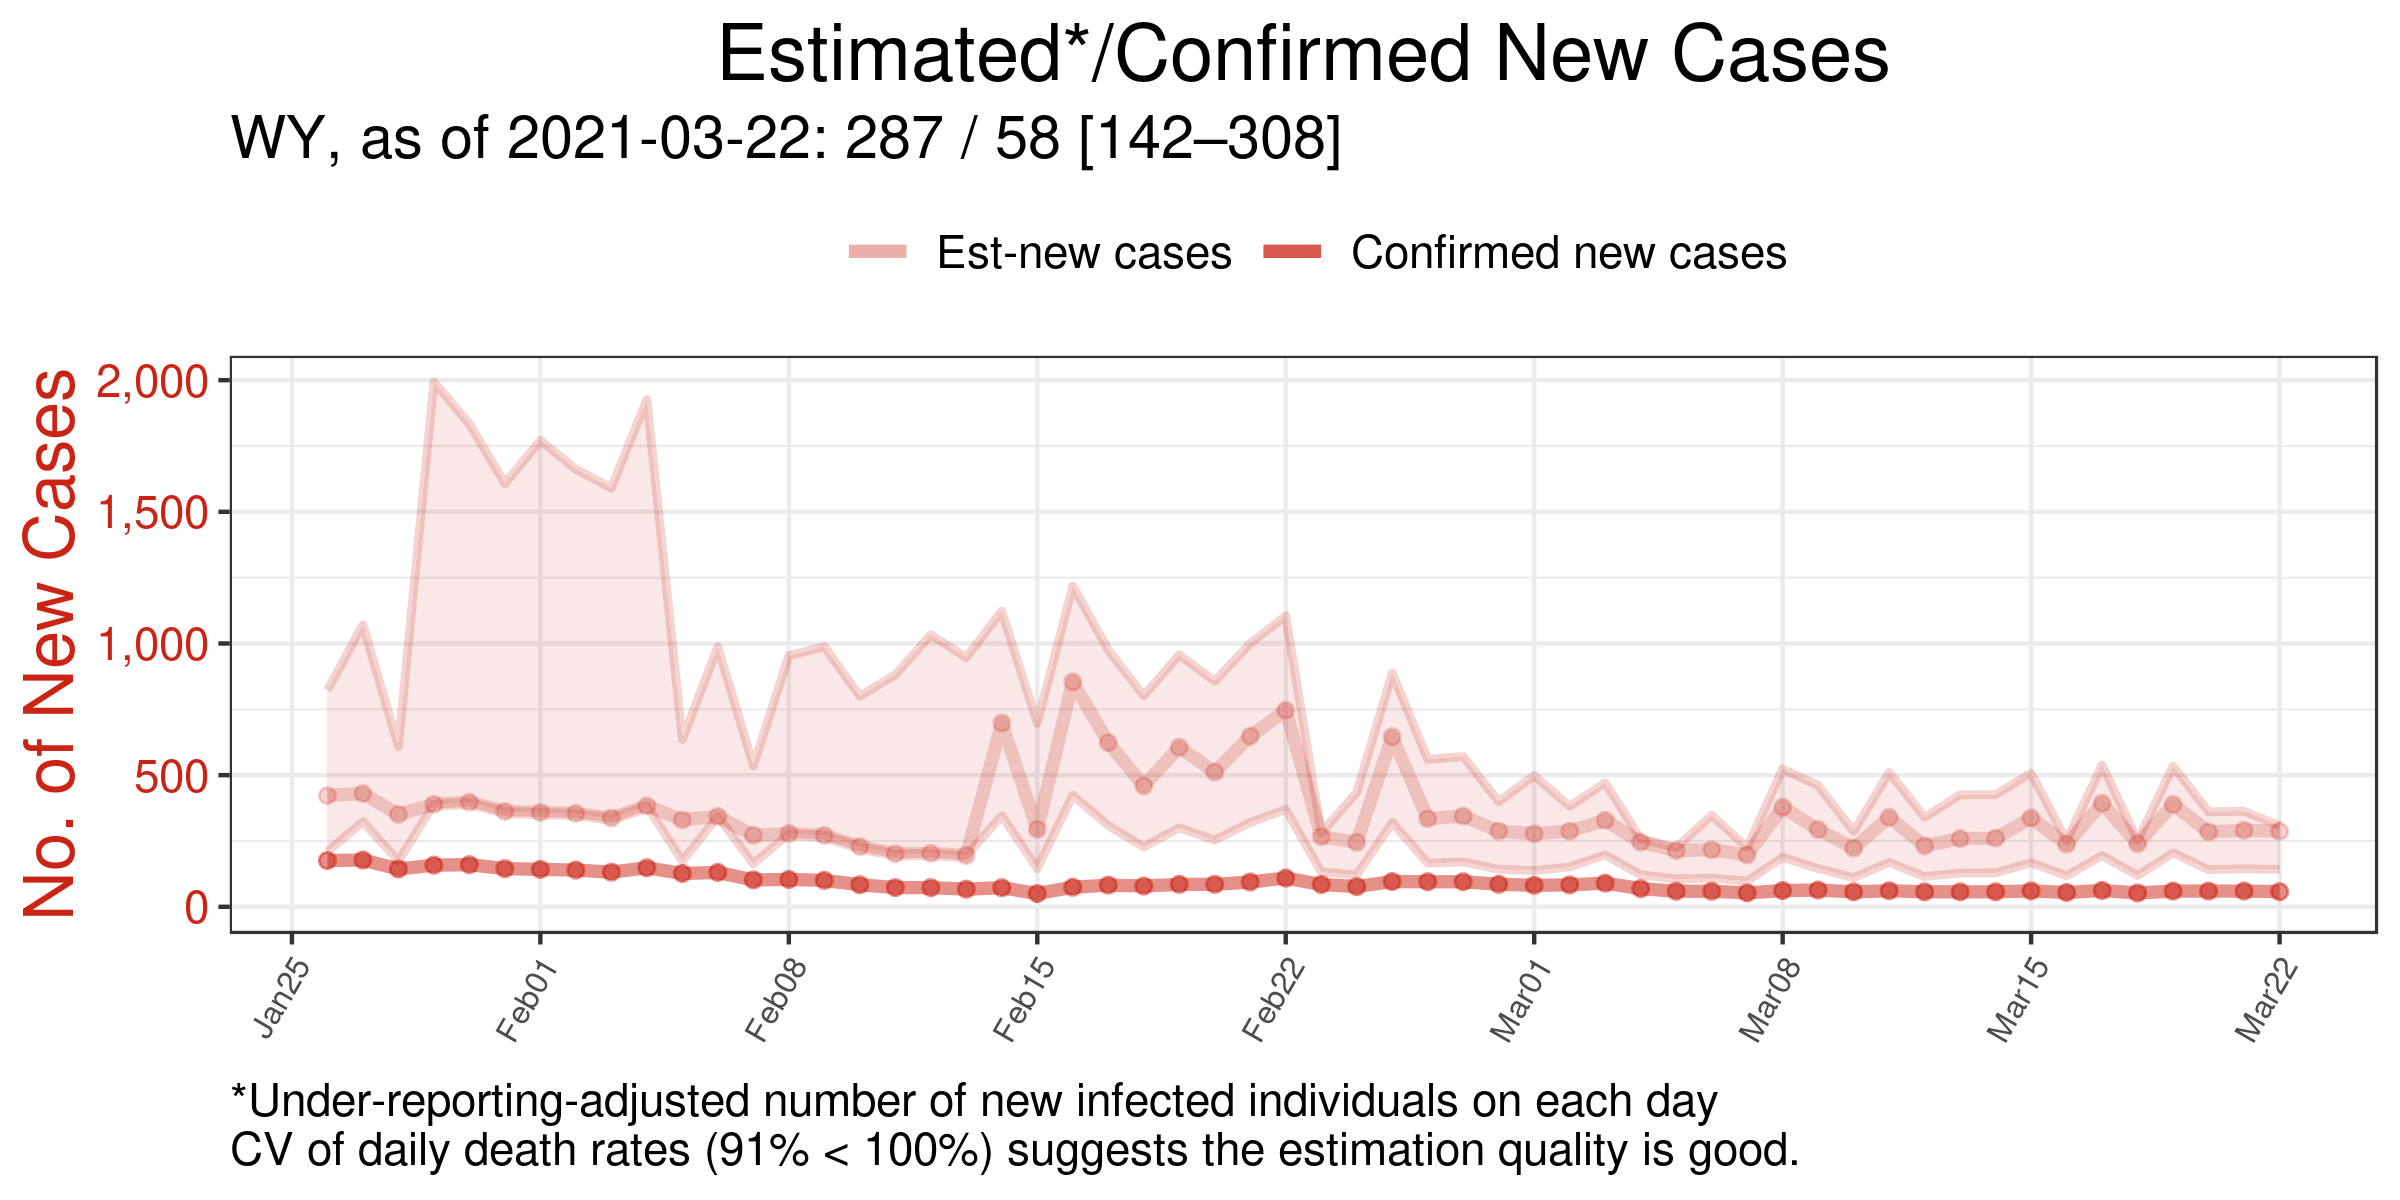 Estimated*/Confirmed New Cases
WY, as of 2021-03-22: 287 / 58 [142–308]
Est-new cases Confirmed new cases
No. of New Cases
2,000
1,500
1,000
500
0
Jan25 Feb01 Feb08 Feb15 Feb22 Mar01 Mar08 Mar15 Mar22
*Under-reporting-adjusted number of new infected individuals on each day
CV of daily death rates (91% < 100%) suggests the estimation quality is good.